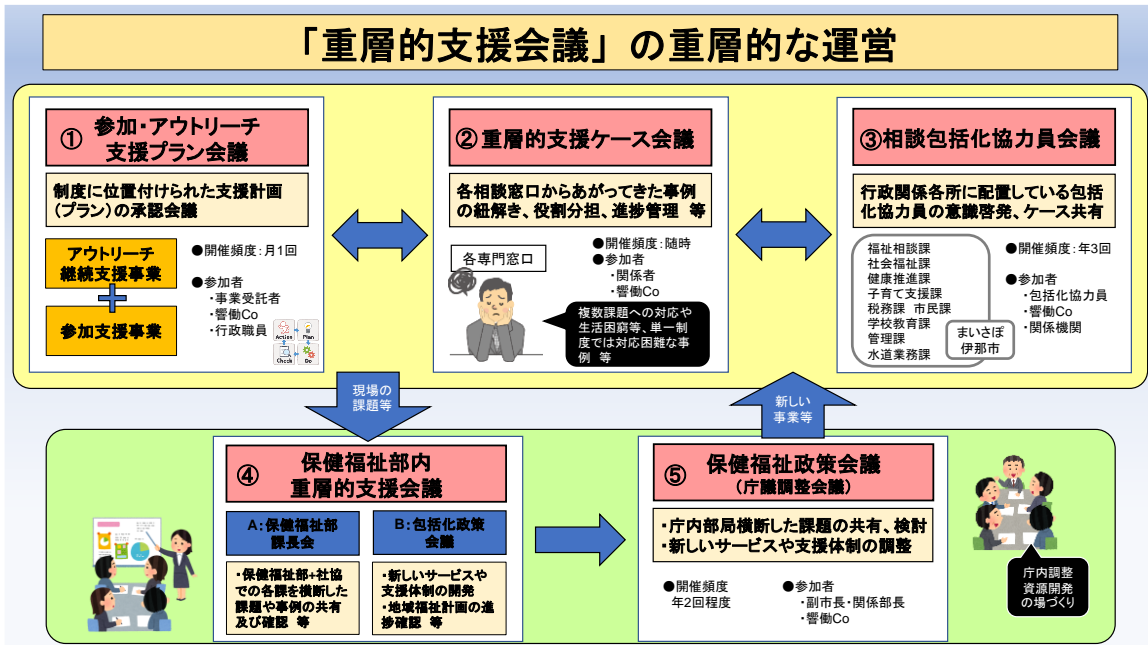 「重層的支援会議」の重層的な運営
① 参加・アウトリーチ
支援プラン会議
制度に位置付けられた支援計画
（プラン）の承認会議
アウトリーチ
継続支援事業
参加支援事業
●開催頻度：月1回
●参加者
・事業受託者
・響働Co
・行政職員
Action
Plan
Check
Do
②重層的支援ケース会議
各相談窓口からあがってきた事例
の紐解き、役割分担、進捗管理 等
各専門窓口
●開催頻度：随時
●参加者
・関係者
・響働Co
複数課題への対応や
生活困窮等、単一制
度では対応困難な事
例 等
③相談包括化協力員会議
行政関係各所に配置している包括
化協力員の意識啓発、ケース共有
福祉相談課
社会福祉課
健康推進課
子育て支援課
税務課 市民課
学校教育課
管理課
水道業務課
まいさぽ
伊那市
●開催頻度：年3回
●参加者
・包括化協力員
・響働Co
・関係機関
現場の
課題等
新しい
事業等
④ 保健福祉部内
重層的支援会議
A：保健福祉部
課長会
・保健福祉部+社協
での各課を横断した
課題や事例の共有
及び確認 等
B：包括化政策
会議
・新しいサービスや
支援体制の開発
・地域福祉計画の進
捗確認 等
⑤ 保健福祉政策会議
（庁議調整会議）
・庁内部局横断した課題の共有、検討
・新しいサービスや支援体制の調整
●開催頻度
年2回程度
●参加者
・副市長・関係部長
・響働Co
庁内調整
資源開発
の場づくり